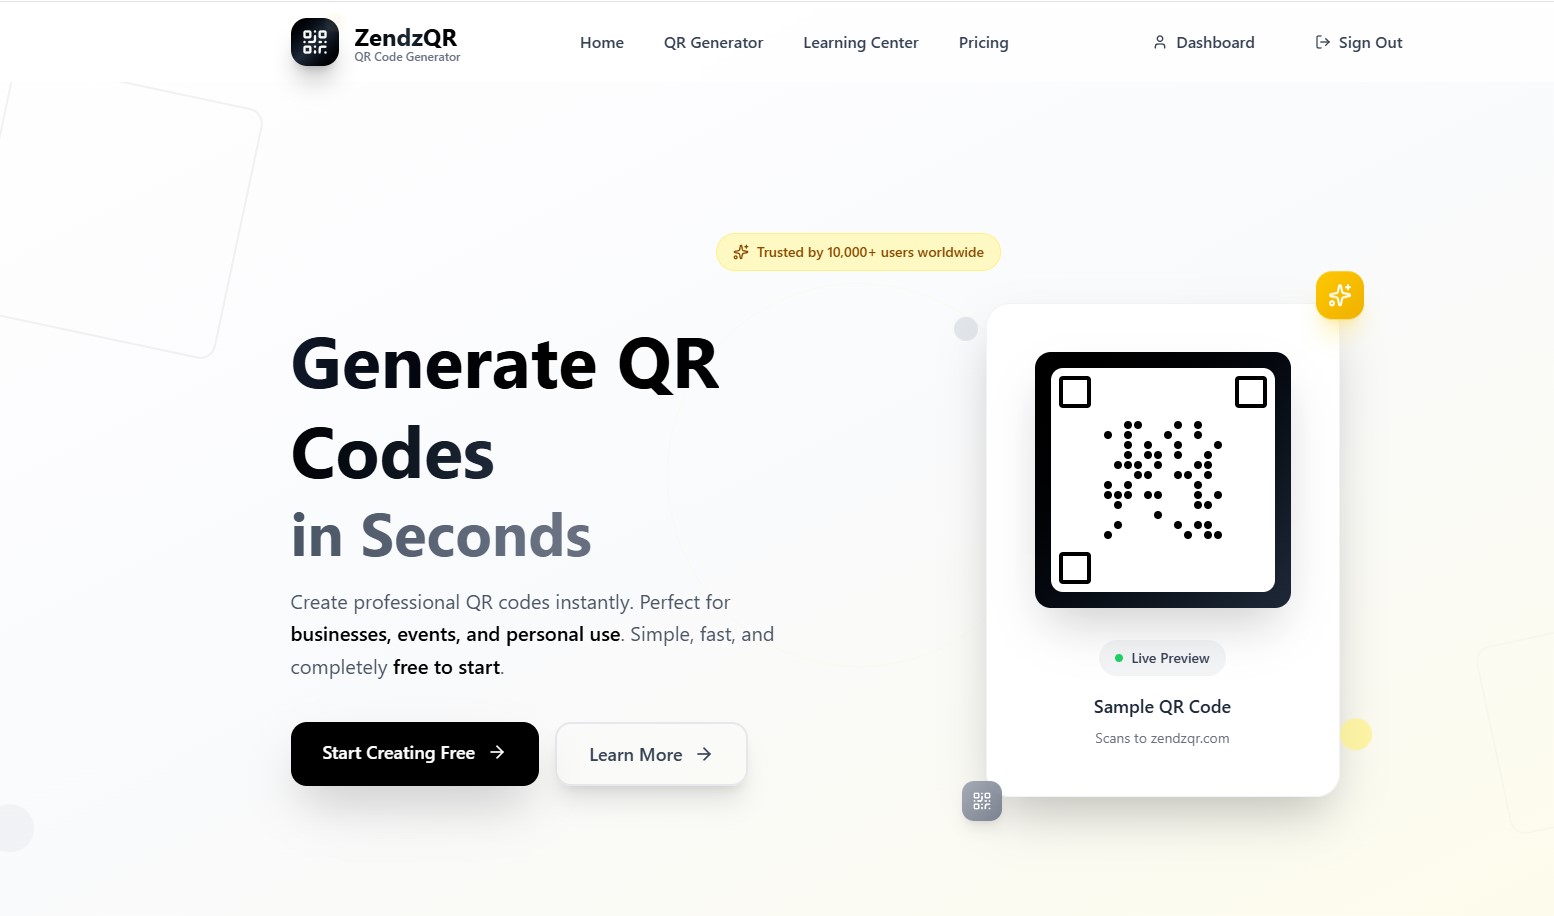 ZendzQR
QR Code Generator
Home
QR Generator
Learning Center
Pricing
Dashboard
Sign Out
Trusted by 10,000+ users worldwide
Generate QR
Codes
in Seconds
Create professional QR codes instantly. Perfect for
businesses, events, and personal use. Simple, fast, and
completely free to start.
Start Creating Free
Learn More
Live Preview
Sample QR Code
Scans to zendzqr.com